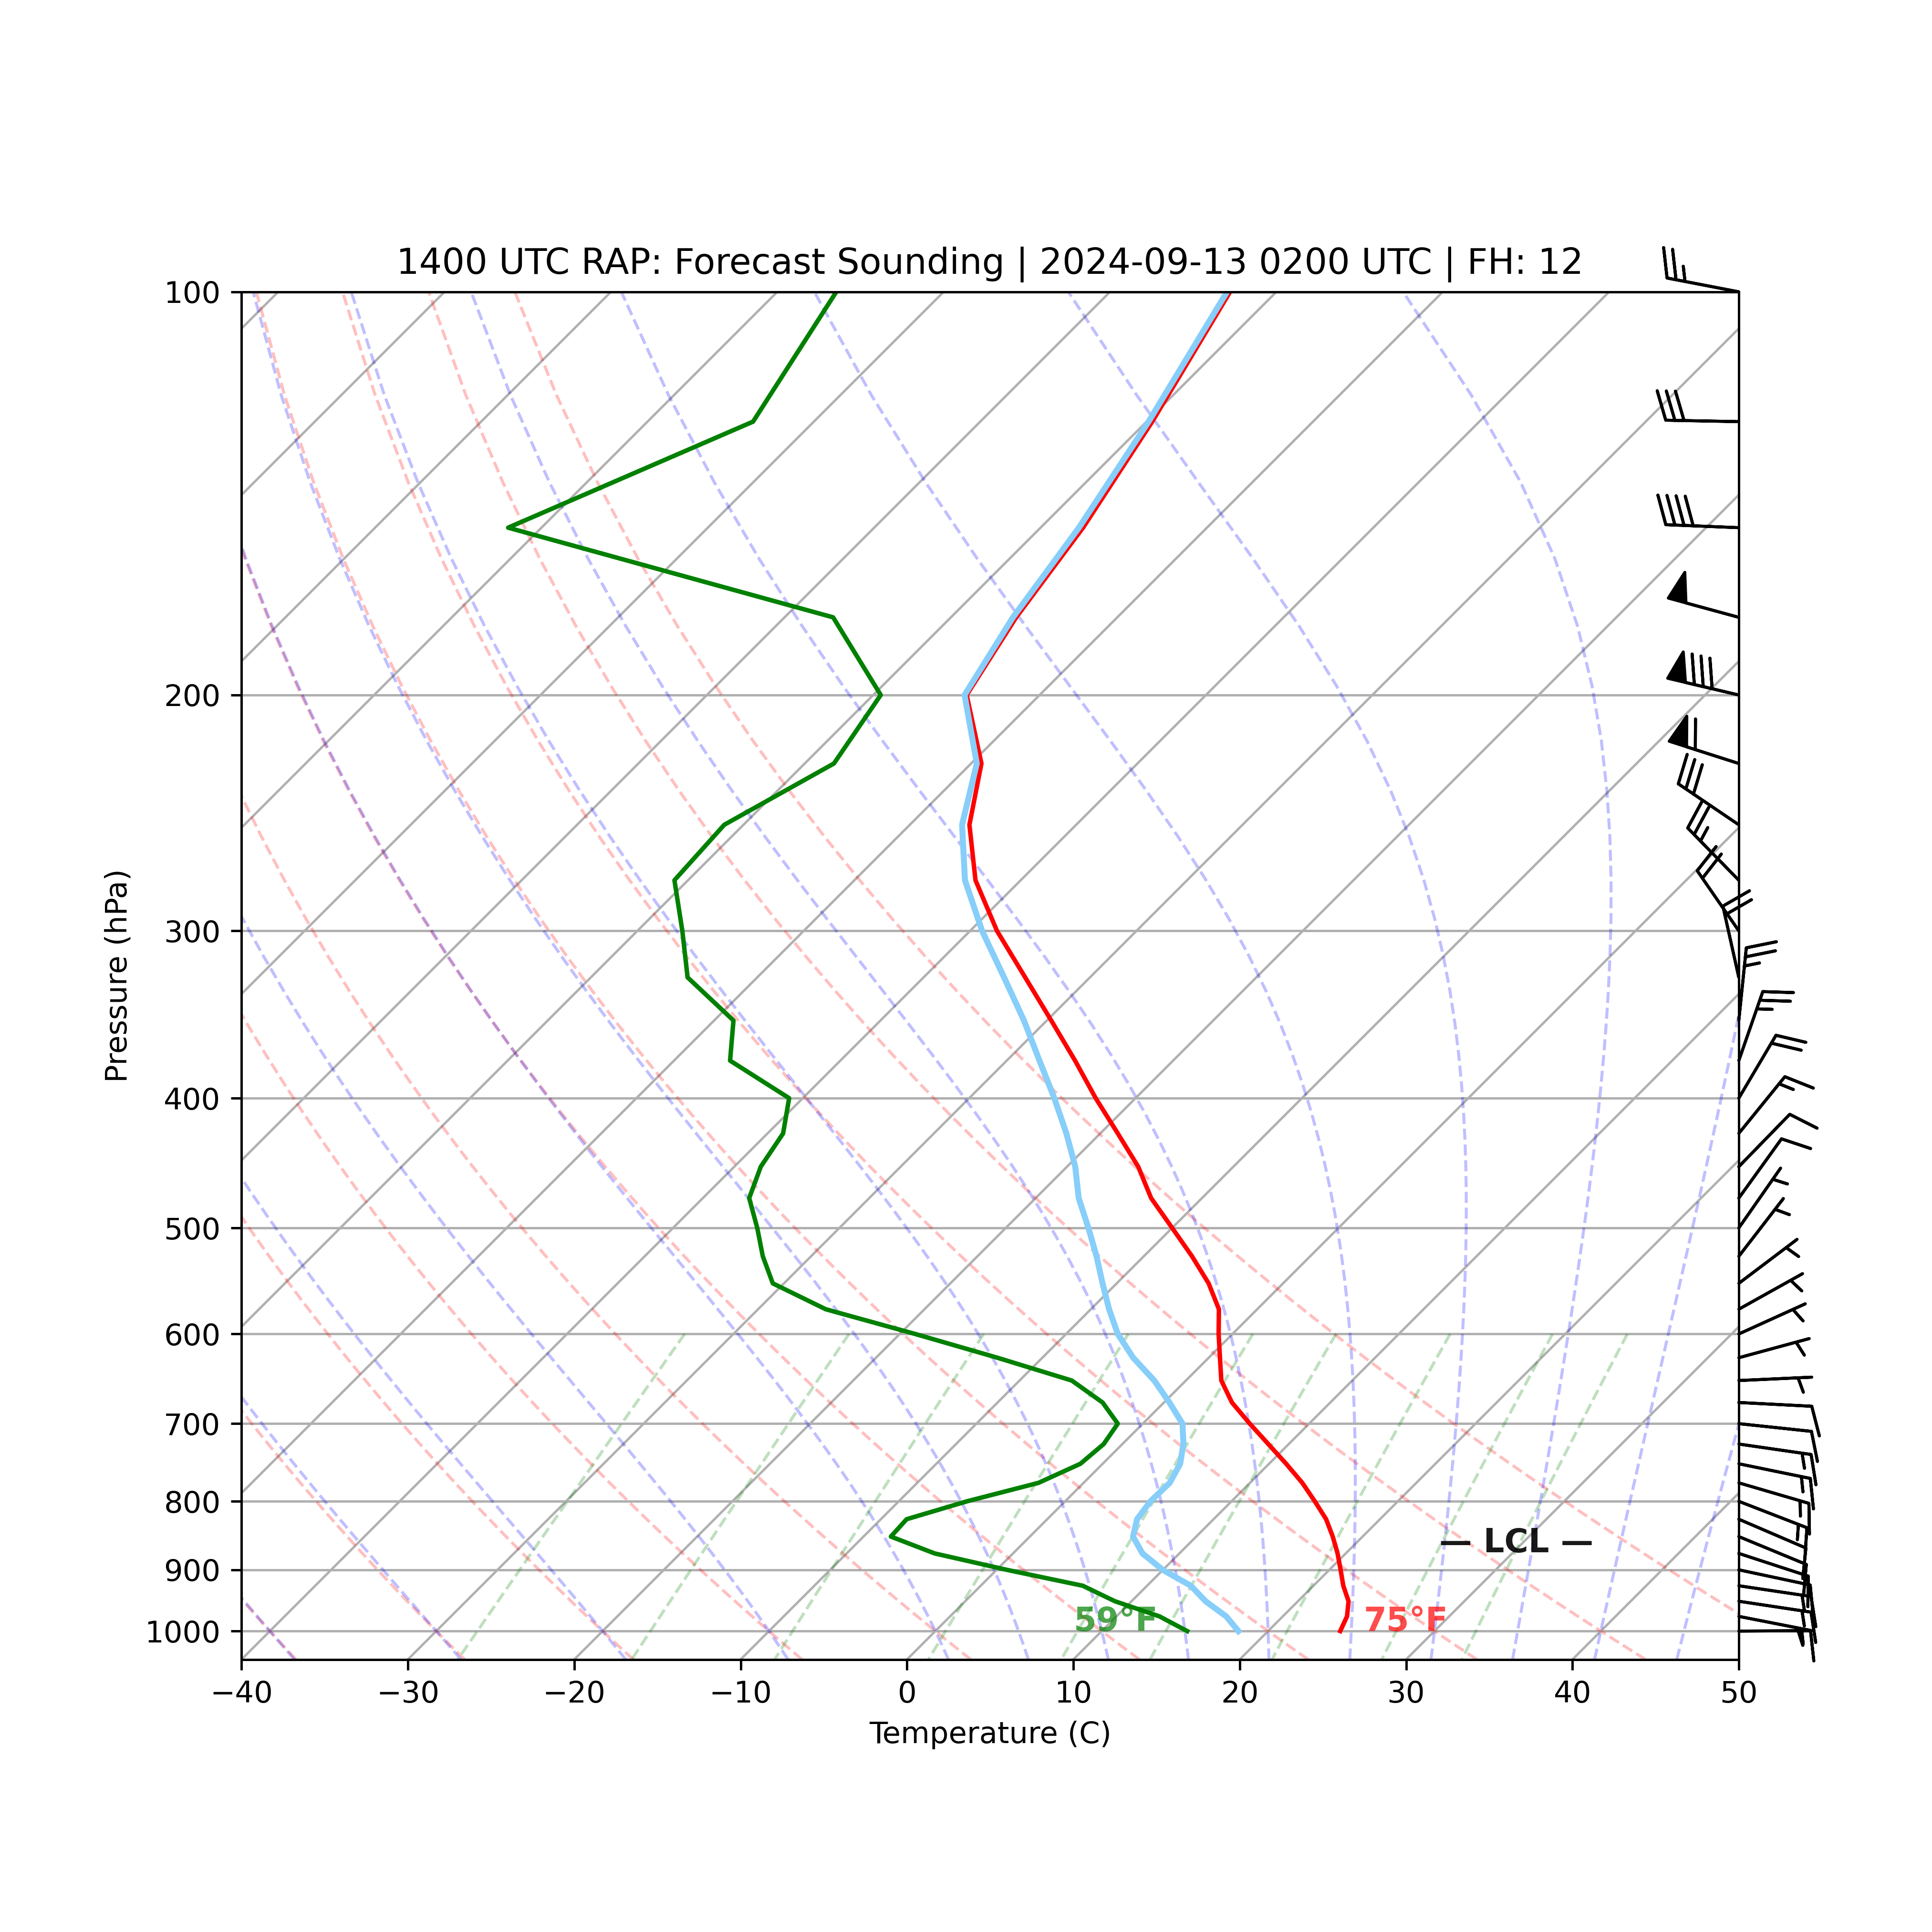 1400 UTC RAP: Forecast Sounding | 2024-09-13 0200 UTC | FH: 12
100
200
300
400
500
600
700
800
900
1000
Pressure (hPa)
— LCL —
59°F
75°F
−40 −30 −20 −10 0 10 20 30 40 50
Temperature (C)